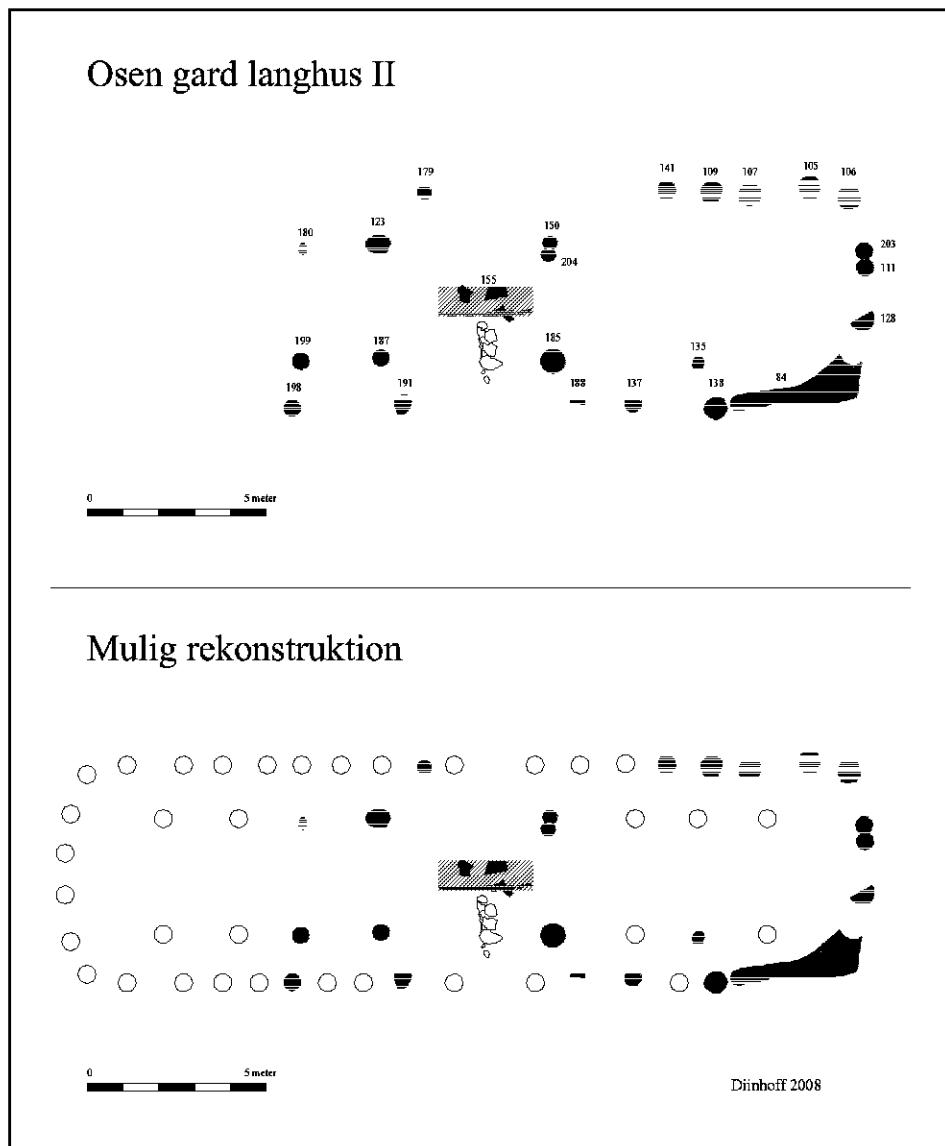 Osen gard langhus II
179 141 109 107 105 106
180 123 150 203
204 111
155
128
199 187 185 135
198 191 188 137 138 84
0 5 meter
Mulig rekonstruktion
0 5 meter
Diinhoff 2008